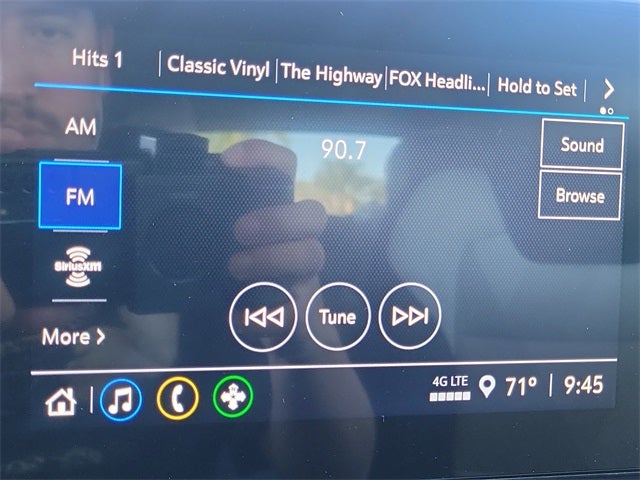 Hits 1 Classic Vinyl The Highway FOX Headli... Hold to Set
AM
90.7
Sound
FM
Browse
SiriusXM
Tune
More
4G LTE
71° 9:45